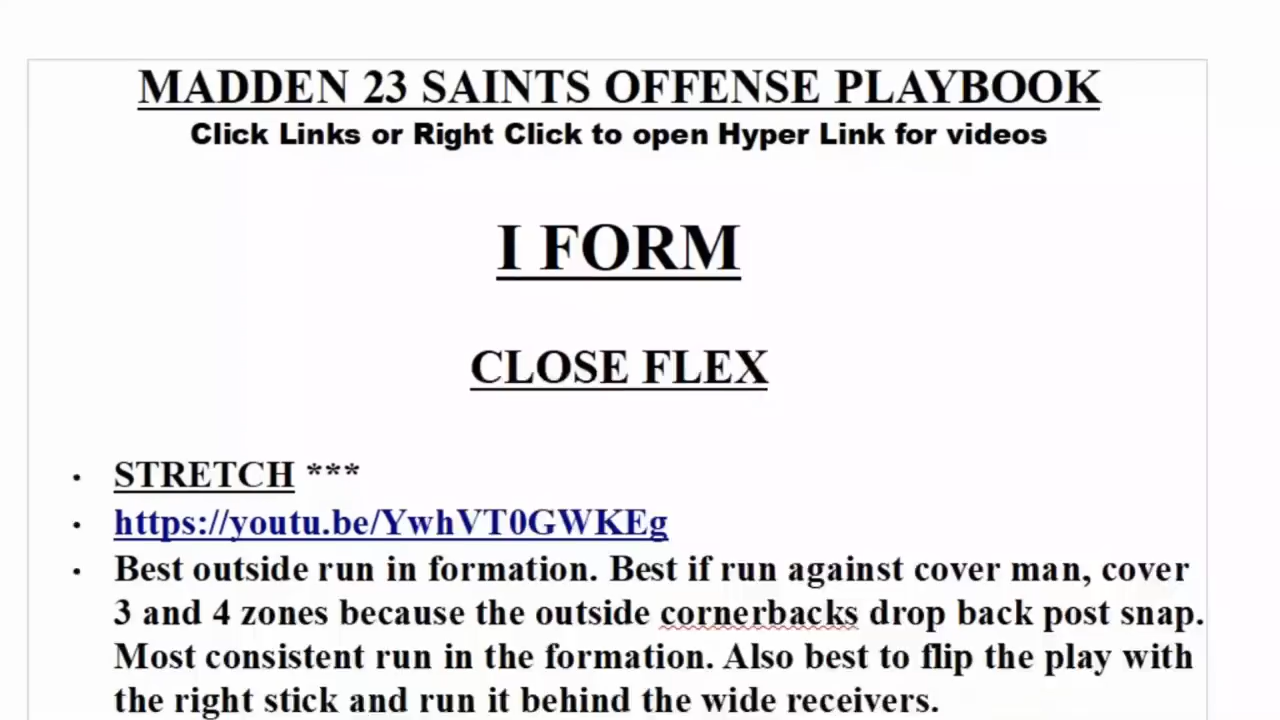 MADDEN 23 SAINTS OFFENSE PLAYBOOK
Click Links or Right Click to open Hyper Link for videos
I FORM
CLOSE FLEX
• STRETCH ***
• https://youtu.be/YwhVT0GWKEg
• Best outside run in formation. Best if run against cover man, cover
3 and 4 zones because the outside cornerbacks drop back post snap.
Most consistent run in the formation. Also best to flip the play with
the right stick and run it behind the wide receivers.